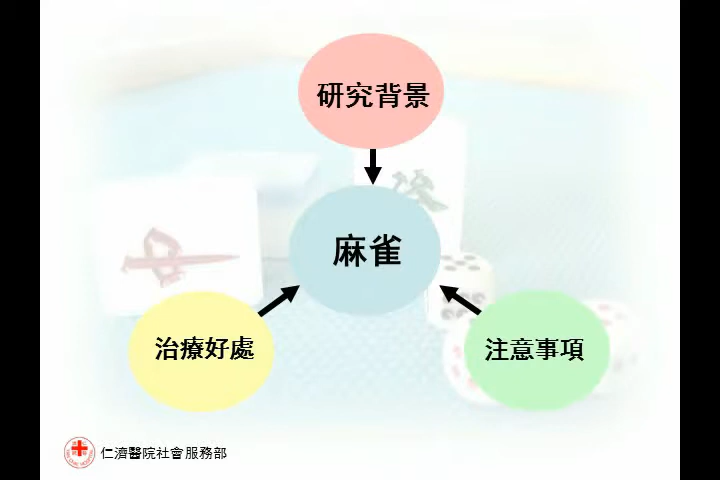 研究背景
麻雀
治療好處
注意事項
仁濟醫院社會服務部